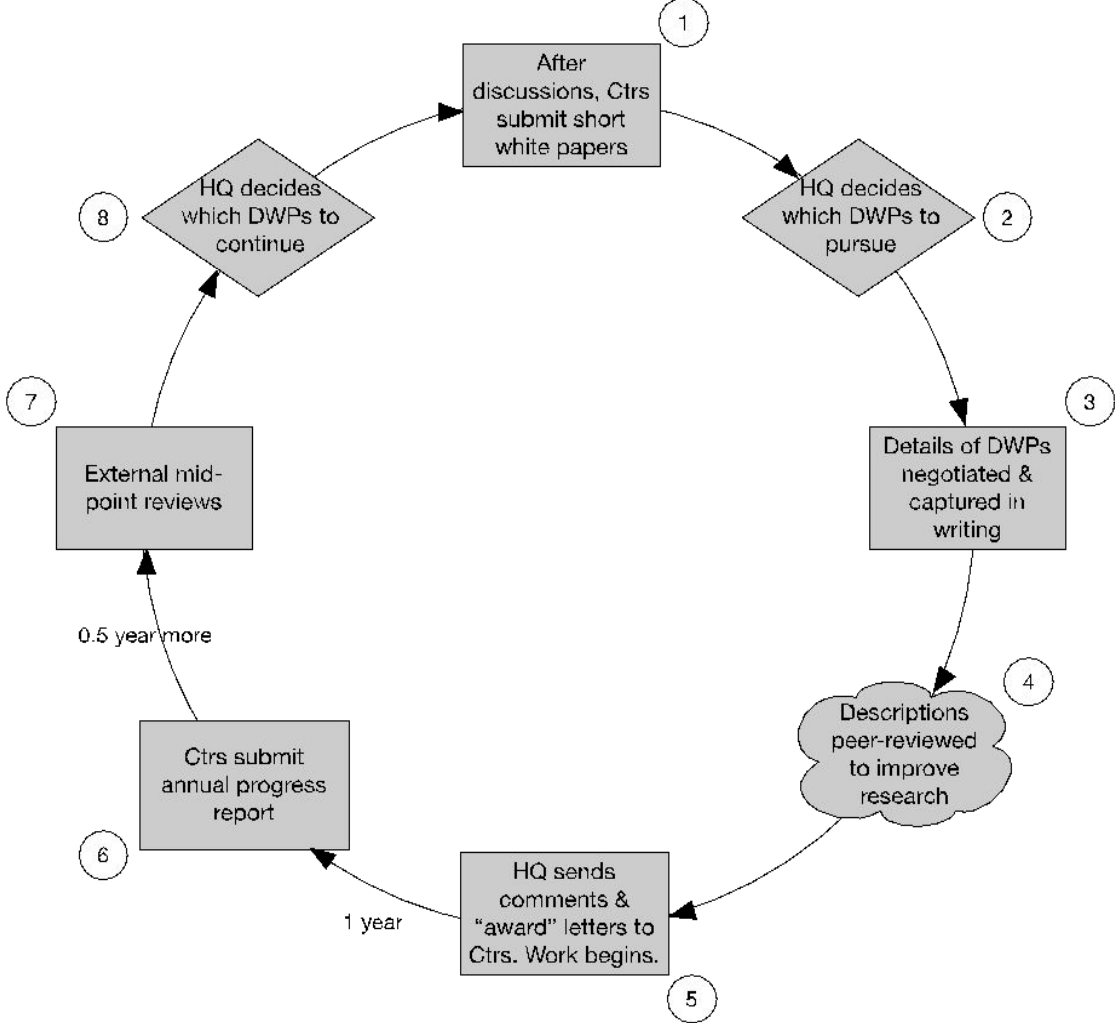 1
After
discussions, Ctrs
submit short
white papers
HQ decides
which DWPs to
pursue
2
Details of DWPs
negotiated &
captured in
writing
3
Descriptions
peer-reviewed
to improve
research
4
HQ sends
comments &
“award” letters to
Ctrs. Work begins.
5
1 year
Ctrs submit
annual progress
report
6
0.5 year more
External mid-
point reviews
7
HQ decides
which DWPs to
continue
8